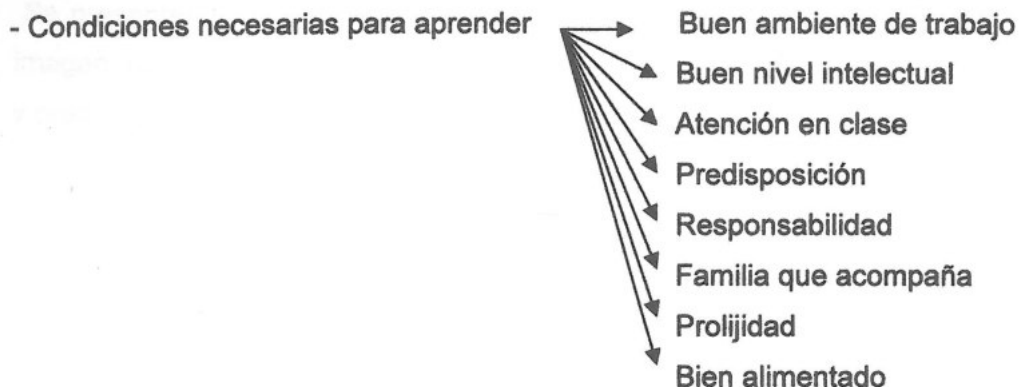 - Condiciones necesarias para aprender
Buen ambiente de trabajo
Buen nivel intelectual
Atención en clase
Predisposición
Responsabilidad
Familia que acompaña
Prolijidad
Bien alimentado